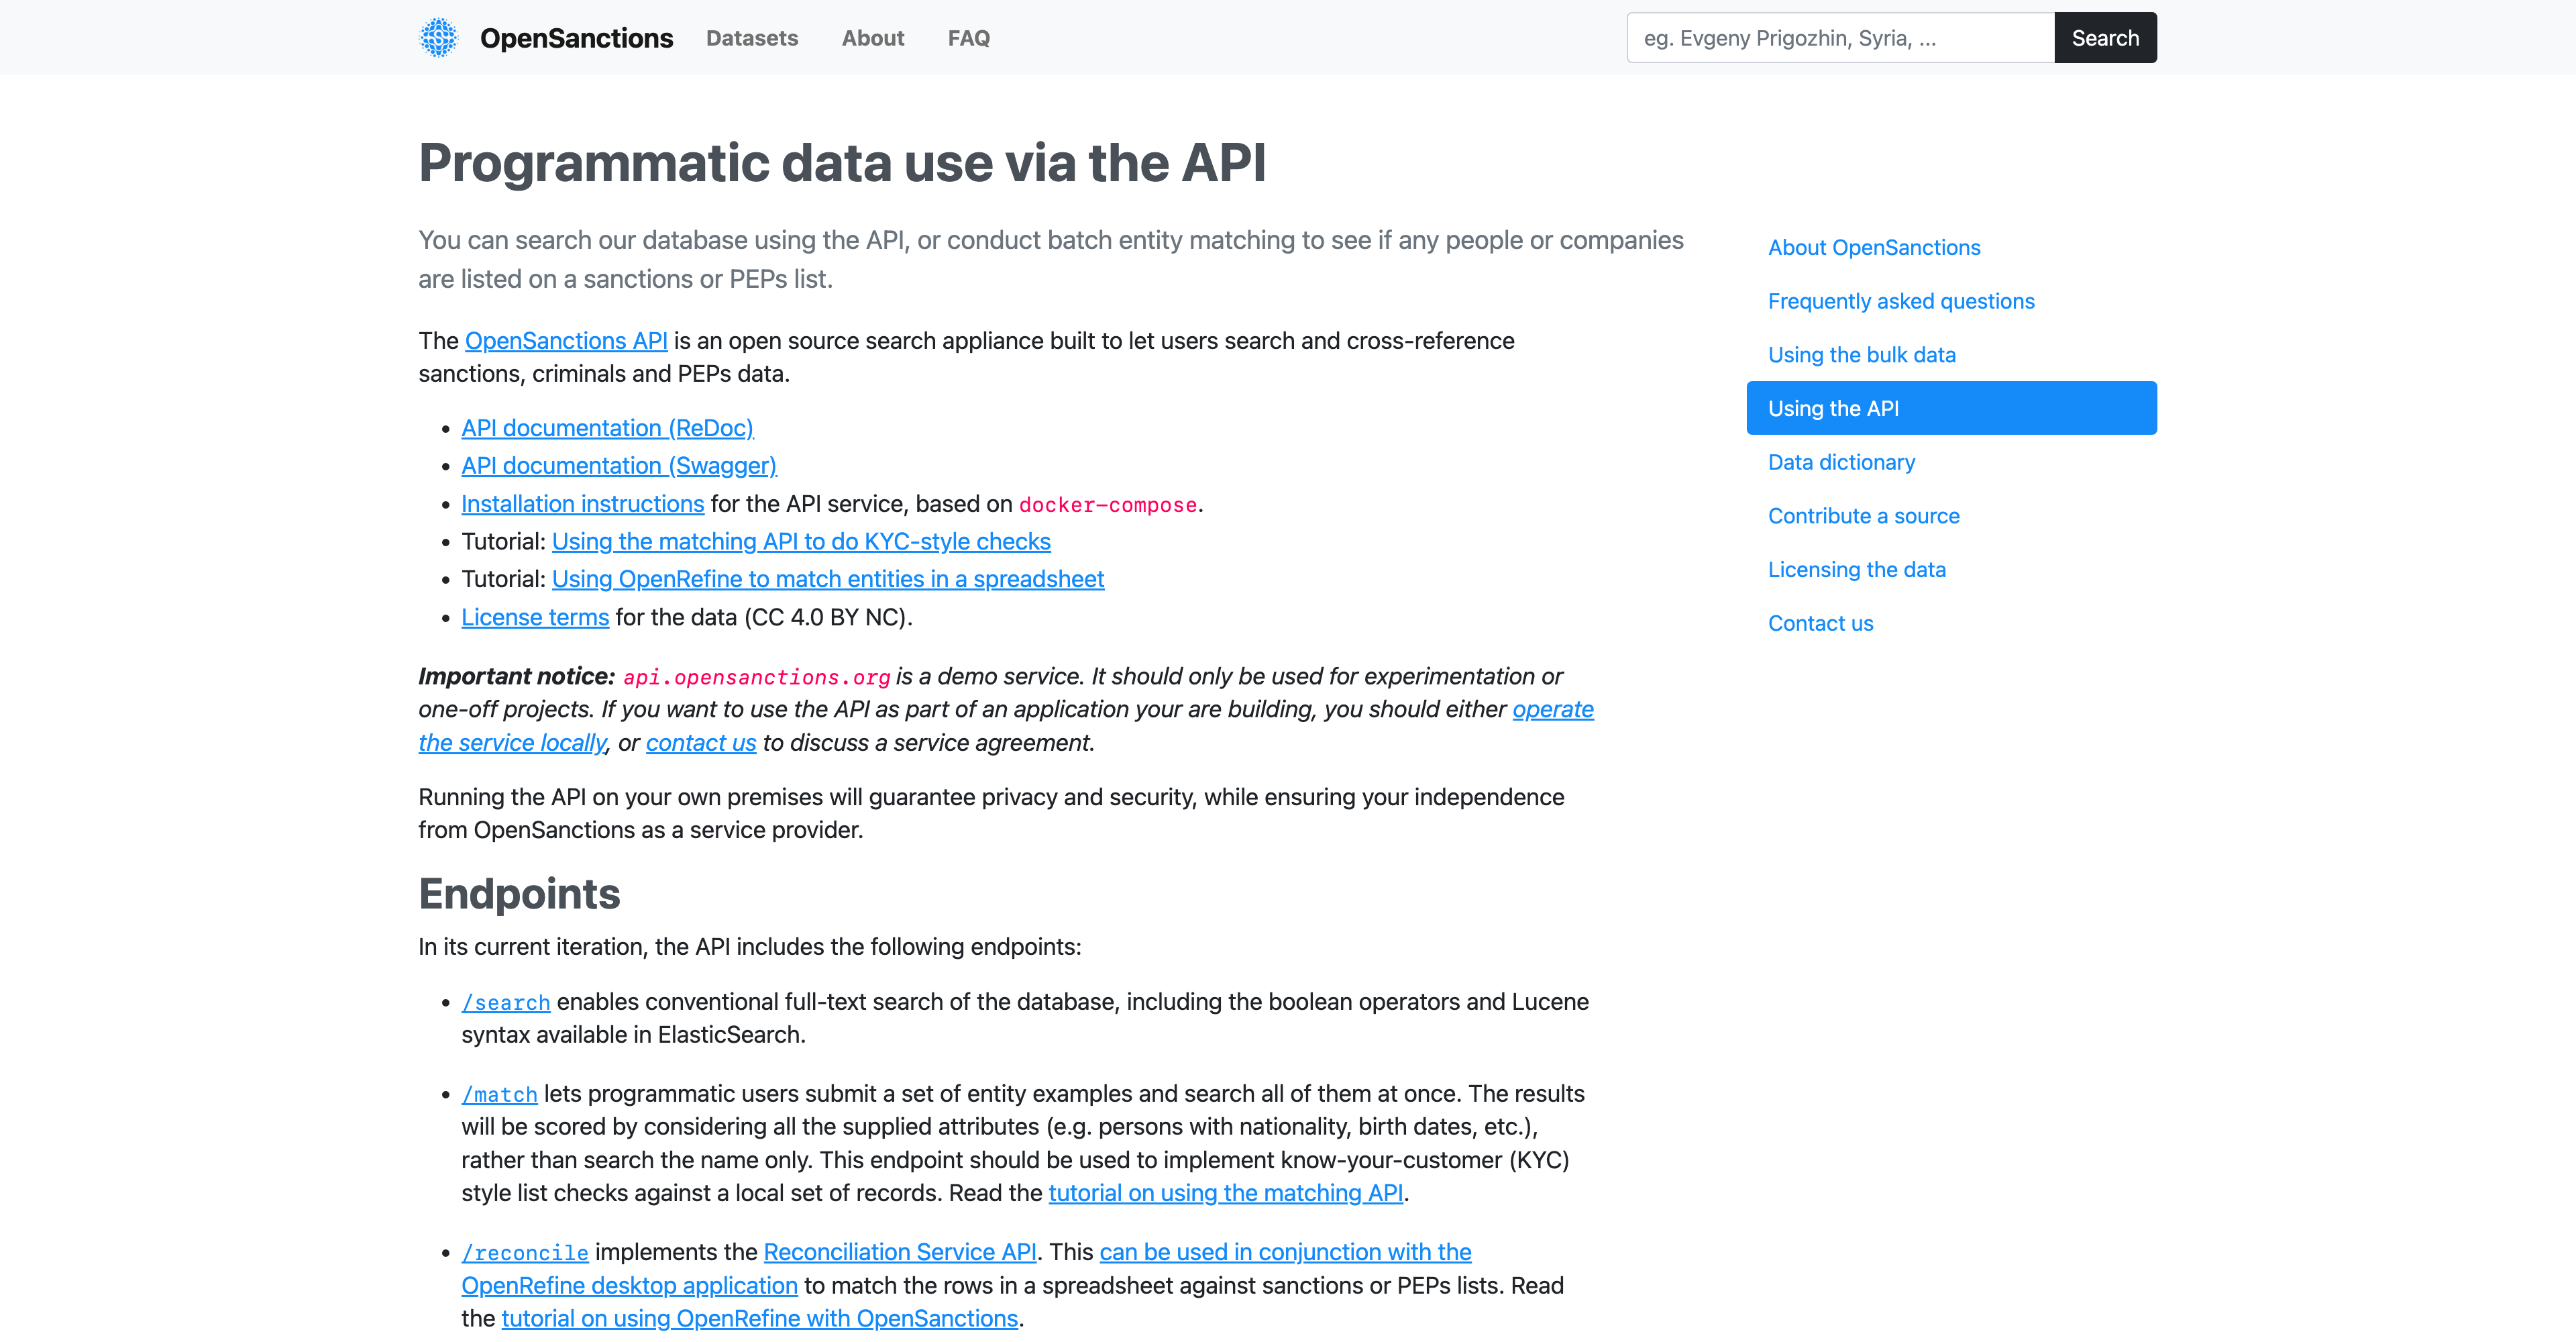 OpenSanctions
Datasets
About
FAQ
eg. Evgeny Prigozhin, Syria, ...
Search
Programmatic data use via the API
You can search our database using the API, or conduct batch entity matching to see if any people or companies
are listed on a sanctions or PEPs list.
The OpenSanctions API is an open source search appliance built to let users search and cross-reference
sanctions, criminals and PEPs data.
• API documentation (ReDoc)
• API documentation (Swagger)
• Installation instructions for the API service, based on docker-compose.
• Tutorial: Using the matching API to do KYC-style checks
• Tutorial: Using OpenRefine to match entities in a spreadsheet
• License terms for the data (CC 4.0 BY NC).
Important notice: api.opensanctions.org is a demo service. It should only be used for experimentation or
one-off projects. If you want to use the API as part of an application your are building, you should either operate
the service locally, or contact us to discuss a service agreement.
Running the API on your own premises will guarantee privacy and security, while ensuring your independence
from OpenSanctions as a service provider.
Endpoints
In its current iteration, the API includes the following endpoints:
• /search enables conventional full-text search of the database, including the boolean operators and Lucene
syntax available in ElasticSearch.
• /match lets programmatic users submit a set of entity examples and search all of them at once. The results
will be scored by considering all the supplied attributes (e.g. persons with nationality, birth dates, etc.),
rather than search the name only. This endpoint should be used to implement know-your-customer (KYC)
style list checks against a local set of records. Read the tutorial on using the matching API.
• /reconcile implements the Reconciliation Service API. This can be used in conjunction with the
OpenRefine desktop application to match the rows in a spreadsheet against sanctions or PEPs lists. Read
the tutorial on using OpenRefine with OpenSanctions.
About OpenSanctions
Frequently asked questions
Using the bulk data
Using the API
Data dictionary
Contribute a source
Licensing the data
Contact us